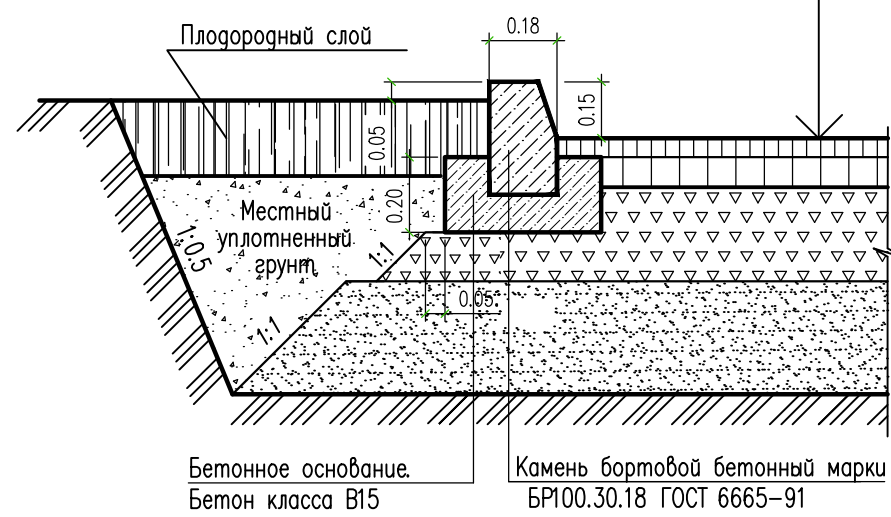 Плодородный слой
0.18
0.15
0.05
0.20
Местный
уплотненный
грунт
1:0.5
1:1
1:1
0.05
Бетонное основание.
Бетон класса В15
Камень бортовой бетонный марки
БР100.30.18 ГОСТ 6665-91